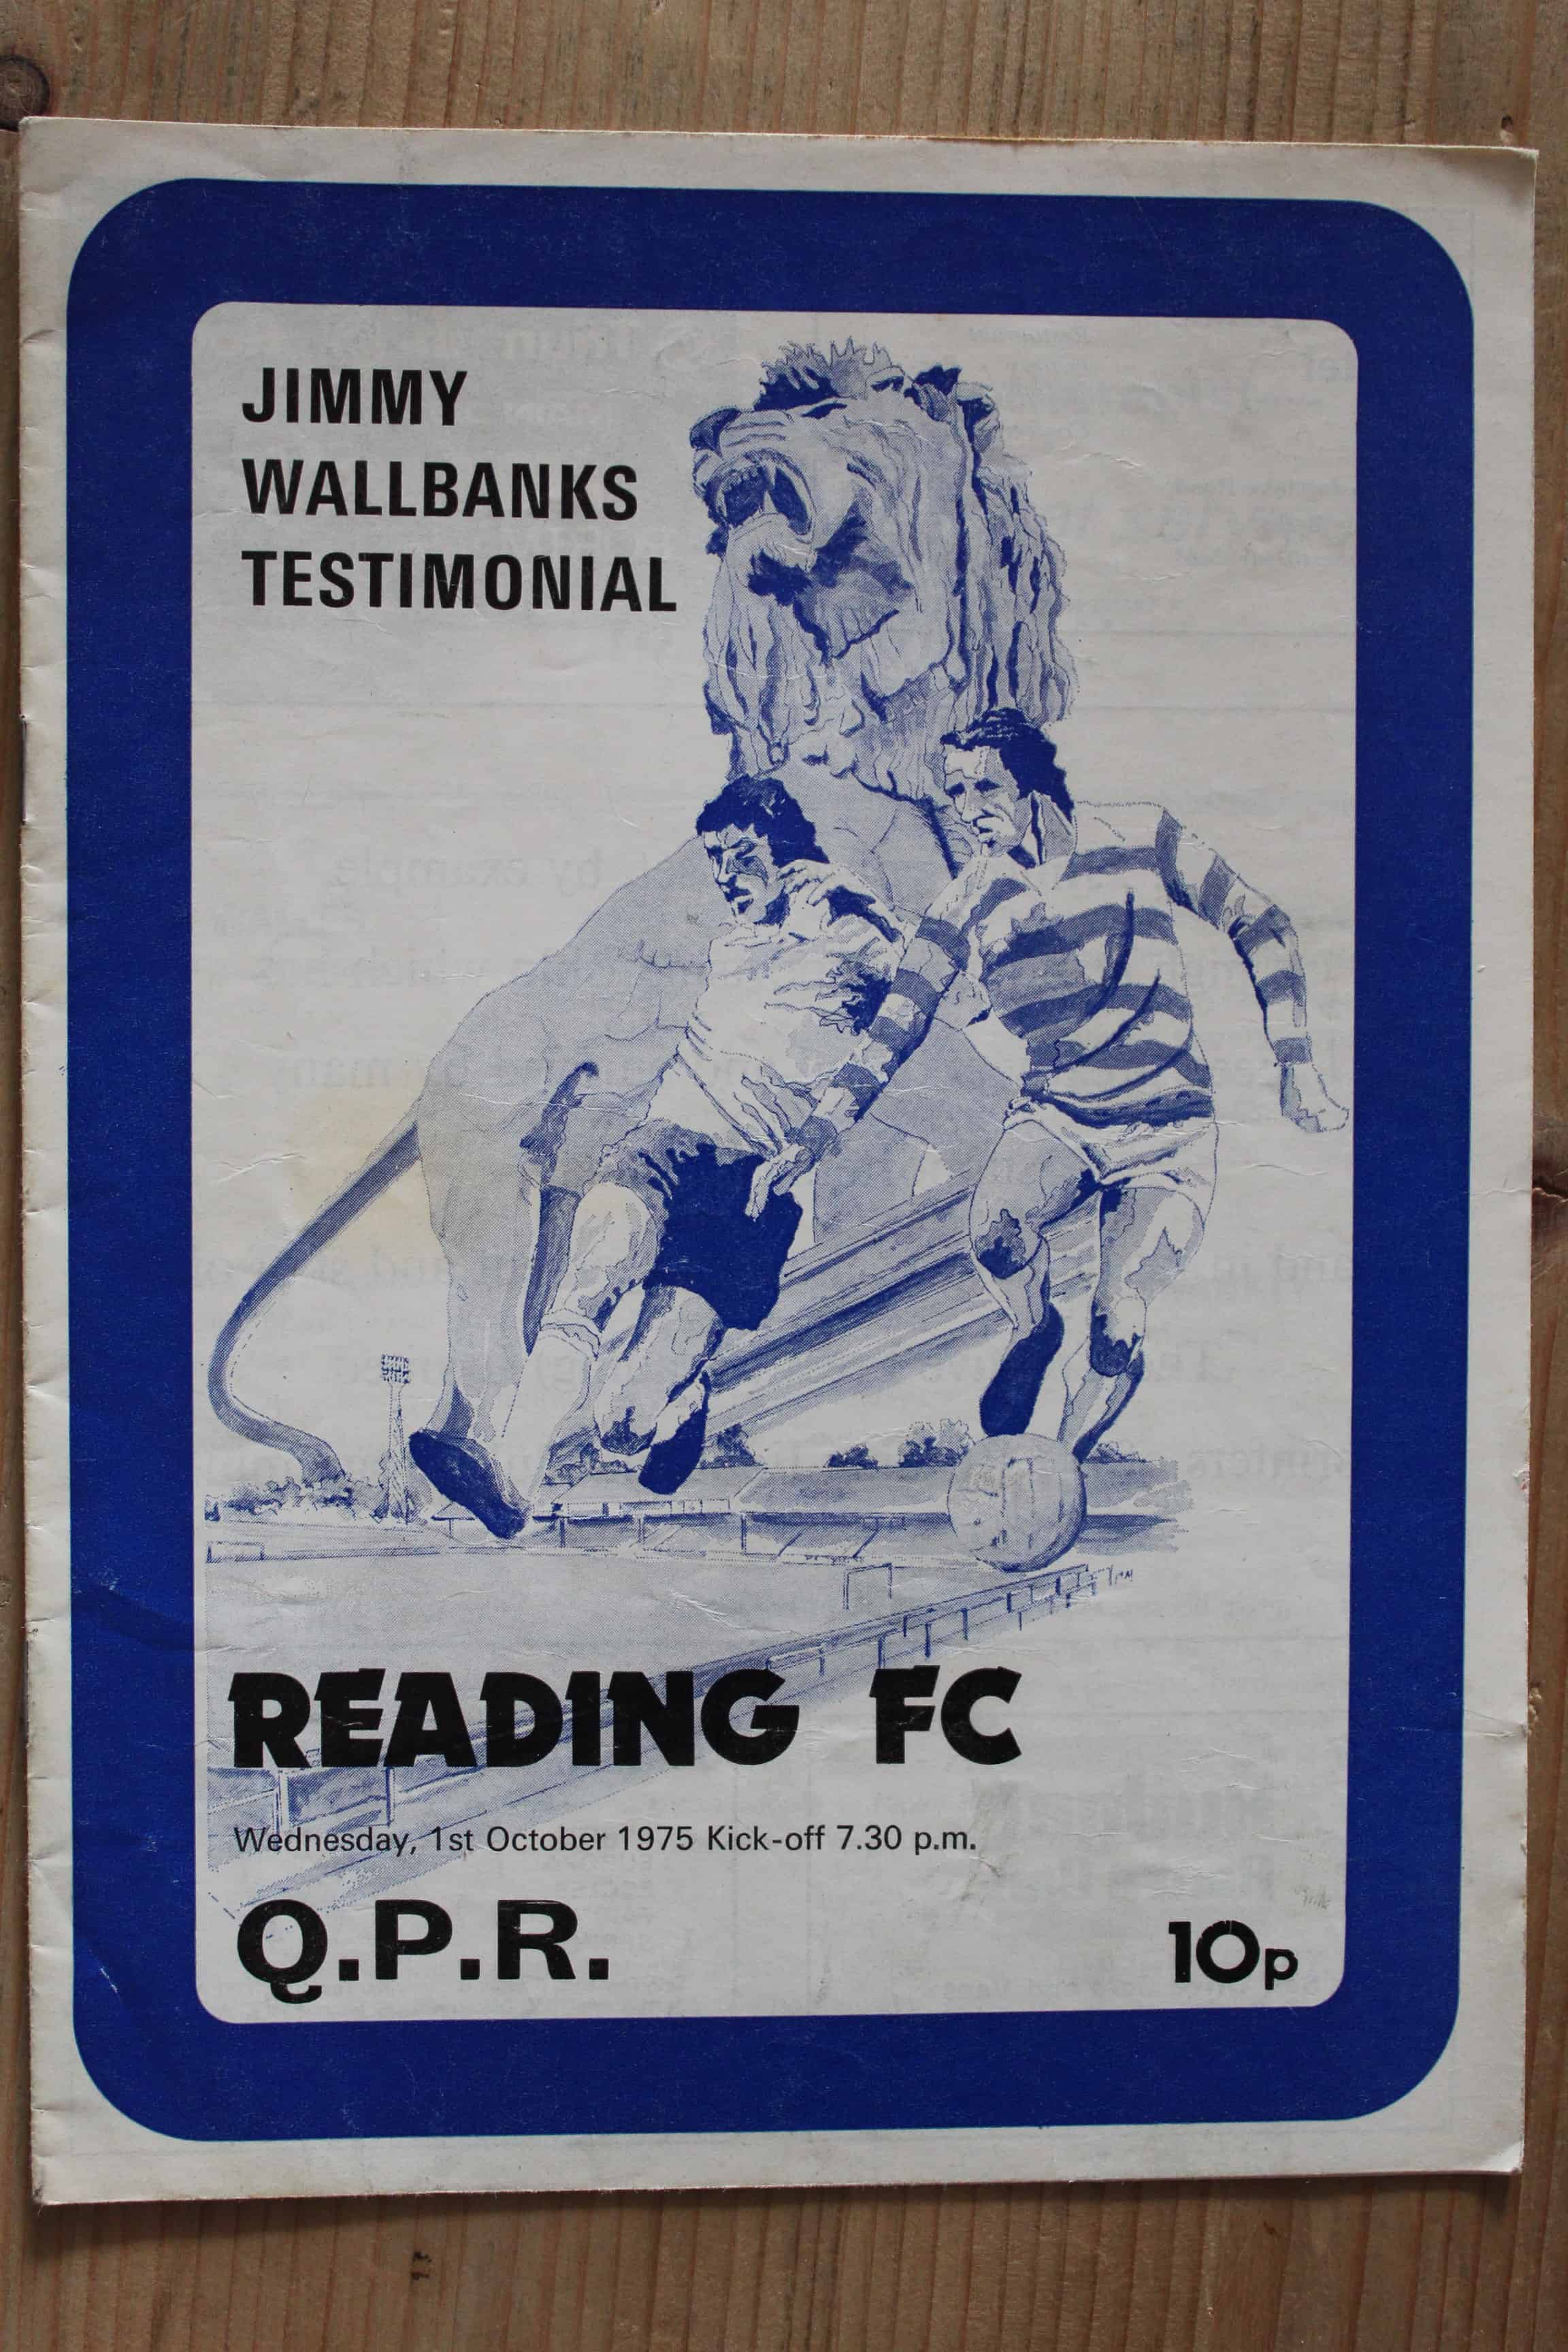 JIMMY
WALLBANKS
TESTIMONIAL
READING FC
Wednesday, 1st October 1975 Kick-off 7.30 p.m.
Q.P.R.
10p